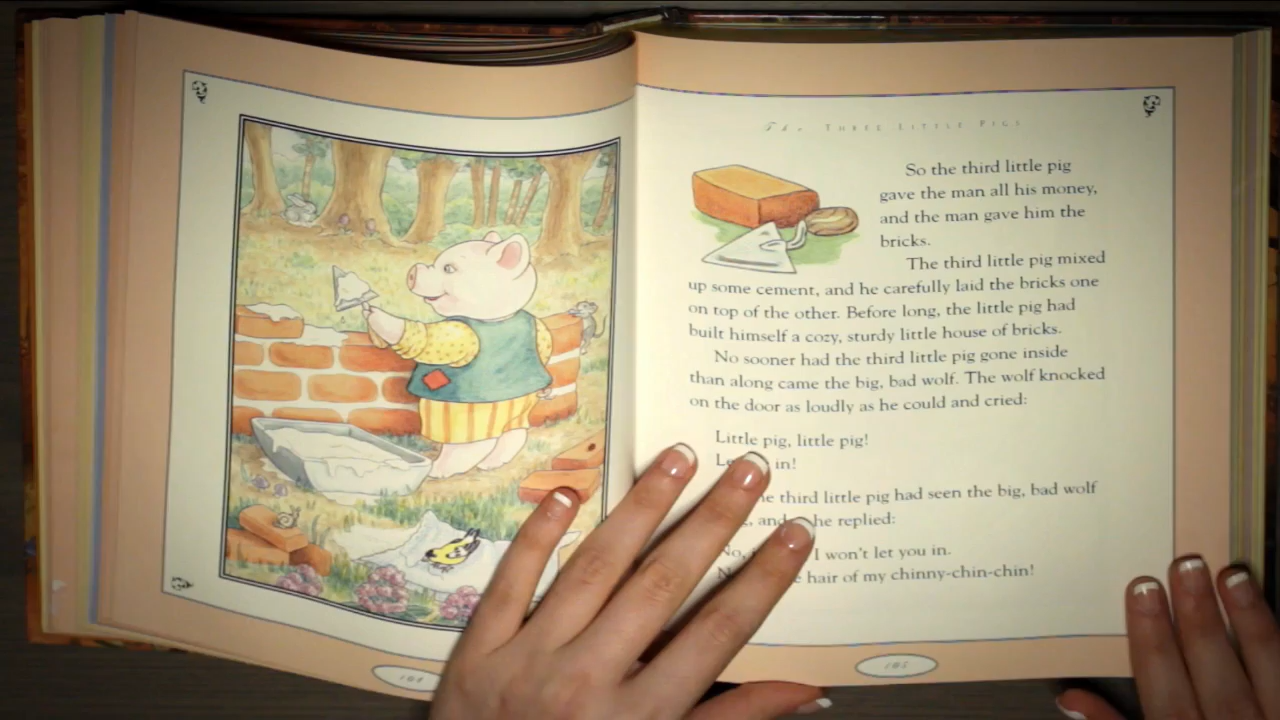 The Three Little Pigs
So the third little pig
gave the man all his money,
and the man gave him the
bricks.
The third little pig mixed
up some cement, and he carefully laid the bricks one
on top of the other. Before long, the little pig had
built himself a cozy, sturdy little house of bricks.
No sooner had the third little pig gone inside
than along came the big, bad wolf. The wolf knocked
on the door as loudly as he could and cried:
Little pig, little pig!
in!
third little pig had seen the big, bad wolf
he replied:
No, I won't let you in.
hair of my chinny-chin-chin!
104
105